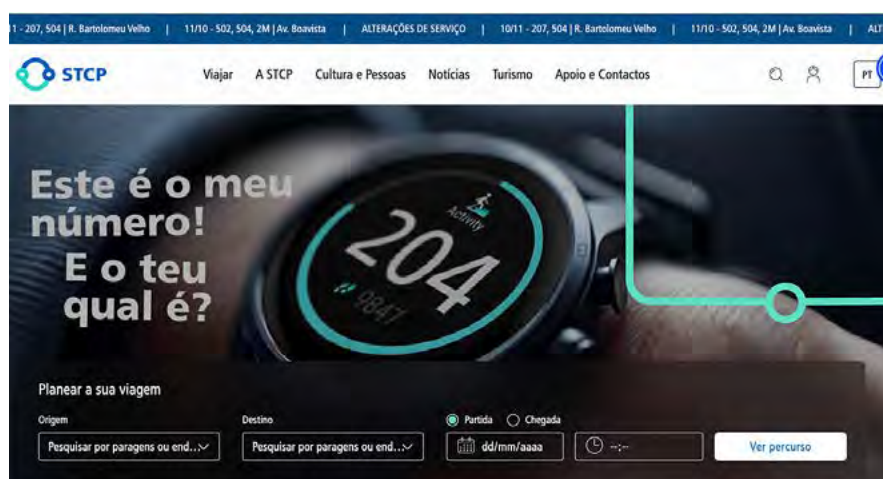 11 - 207, 504 | R. Bartolomeu Velho | 11/10 - 502, 504, 2M | Av. Boavista | ALTERAÇÕES DE SERVIÇO | 10/11 - 207, 504 | R. Bartolomeu Velho | 11/10 - 502, 504, 2M | Av. Boavista | ALT
STCP Viajar A STCP Cultura e Pessoas Notícias Turismo Apoio e Contactos PT
Este é o meu
número!
E o teu
qual é?
Activity
204
9847
Planear a sua viagem
Origem Destino Partida Chegada
Pesquisar por paragens ou end... Pesquisar por paragens ou end... dd/mm/aaaa --:-- Ver percurso